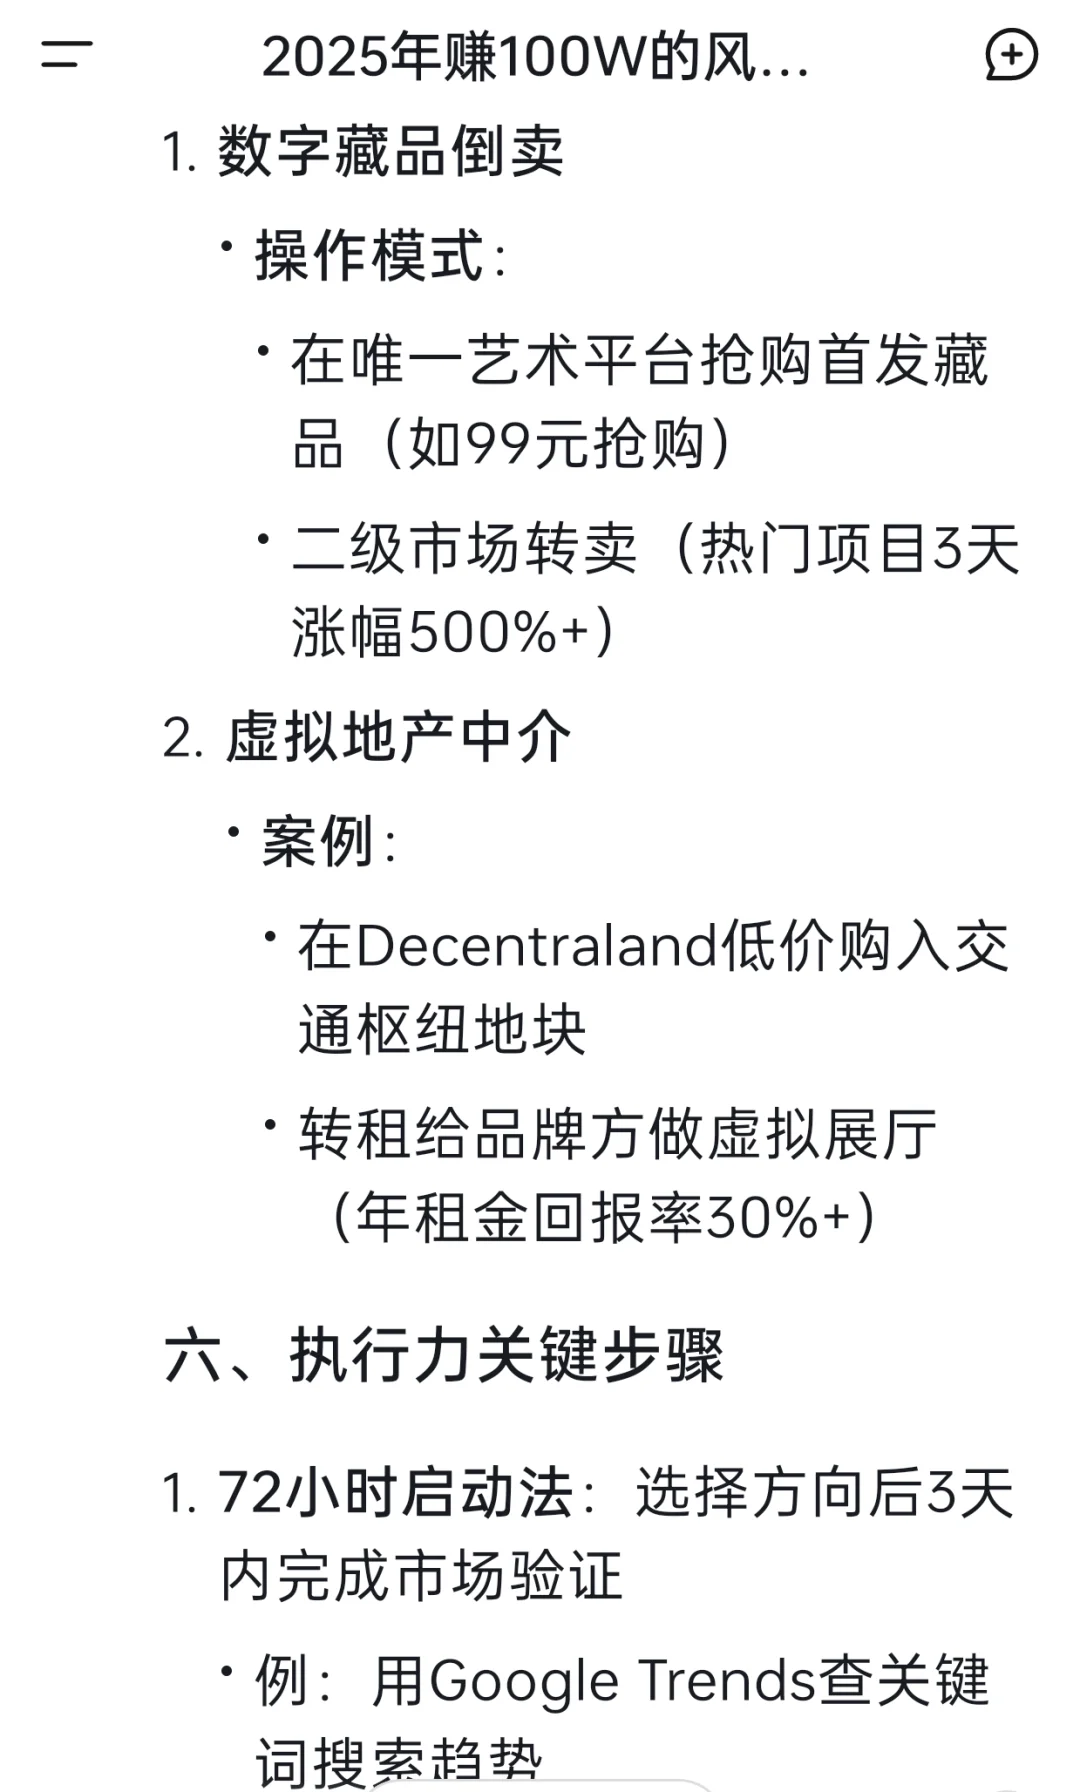 2025年赚100W的风...
1. 数字藏品倒卖
• 操作模式：
• 在唯一艺术平台抢购首发藏
品（如99元抢购）
• 二级市场转卖（热门项目3天
涨幅500%+）
2. 虚拟地产中介
• 案例：
• 在Decentraland低价购入交
通枢纽地块
• 转租给品牌方做虚拟展厅
（年租金回报率30%+）
六、执行力关键步骤
1. 72小时启动法：选择方向后3天
内完成市场验证
• 例：用Google Trends查关键
词搜索趋势